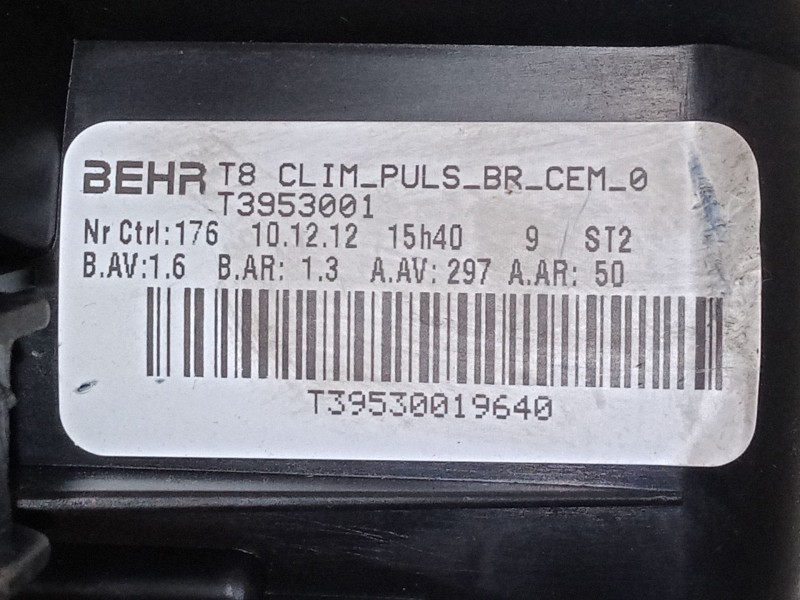 BEHR T8 CLIM_PULS_BR_CEM_0
T3953001
Nr Ctrl:176 10.12.12 15h40 9 ST2
B.AV:1.6 B.AR: 1.3 A.AV: 297 A.AR: 50
T39530019640